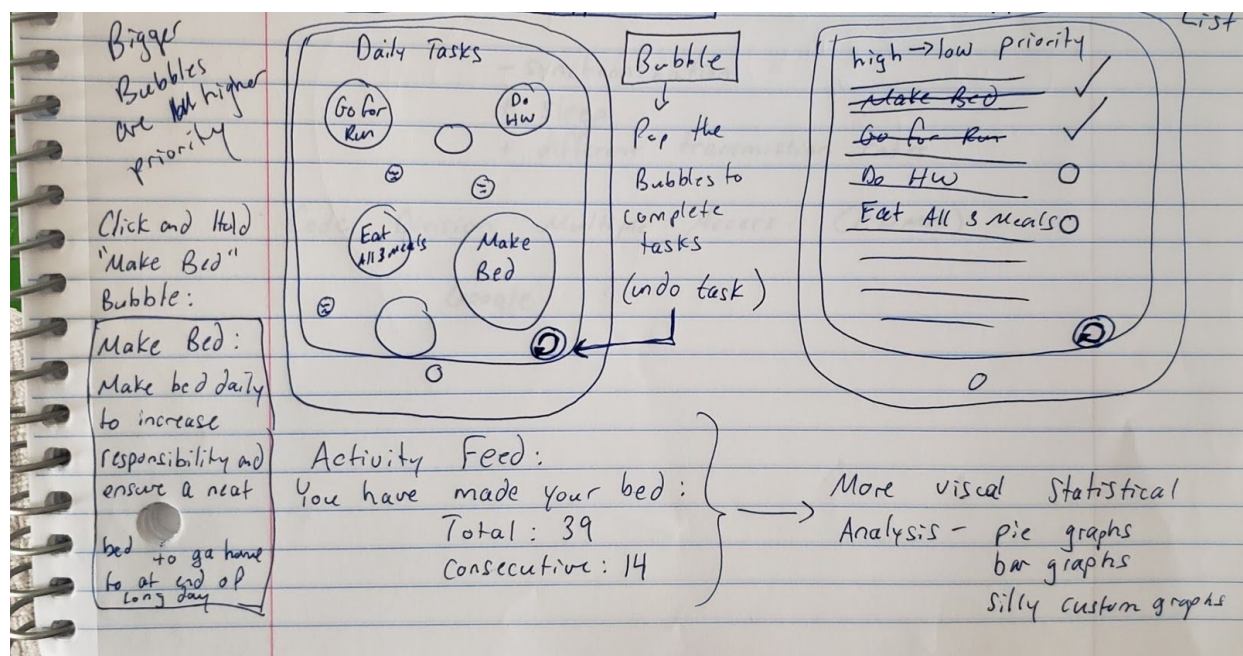 List
Bigger
Bubbles
are higher
priority
Click and Hold
"Make Bed"
Bubble:
Make Bed:
Make bed daily
to increase
responsibility and
ensure a neat
bed to go home
to at end of
long day
Daily Tasks
Go for
Run
Do
HW
Eat
All 3 meals
Make
Bed
Bubble
Pop the
Bubbles to
complete
tasks
(undo task)
high → low priority
Make Bed
Go for Run
Do HW
Eat All 3 Meals
Activity Feed:
You have made your bed:
Total: 39
Consecutive: 14
More viscal Statistical
Analysis - pie graphs
bar graphs
Silly custom graphs